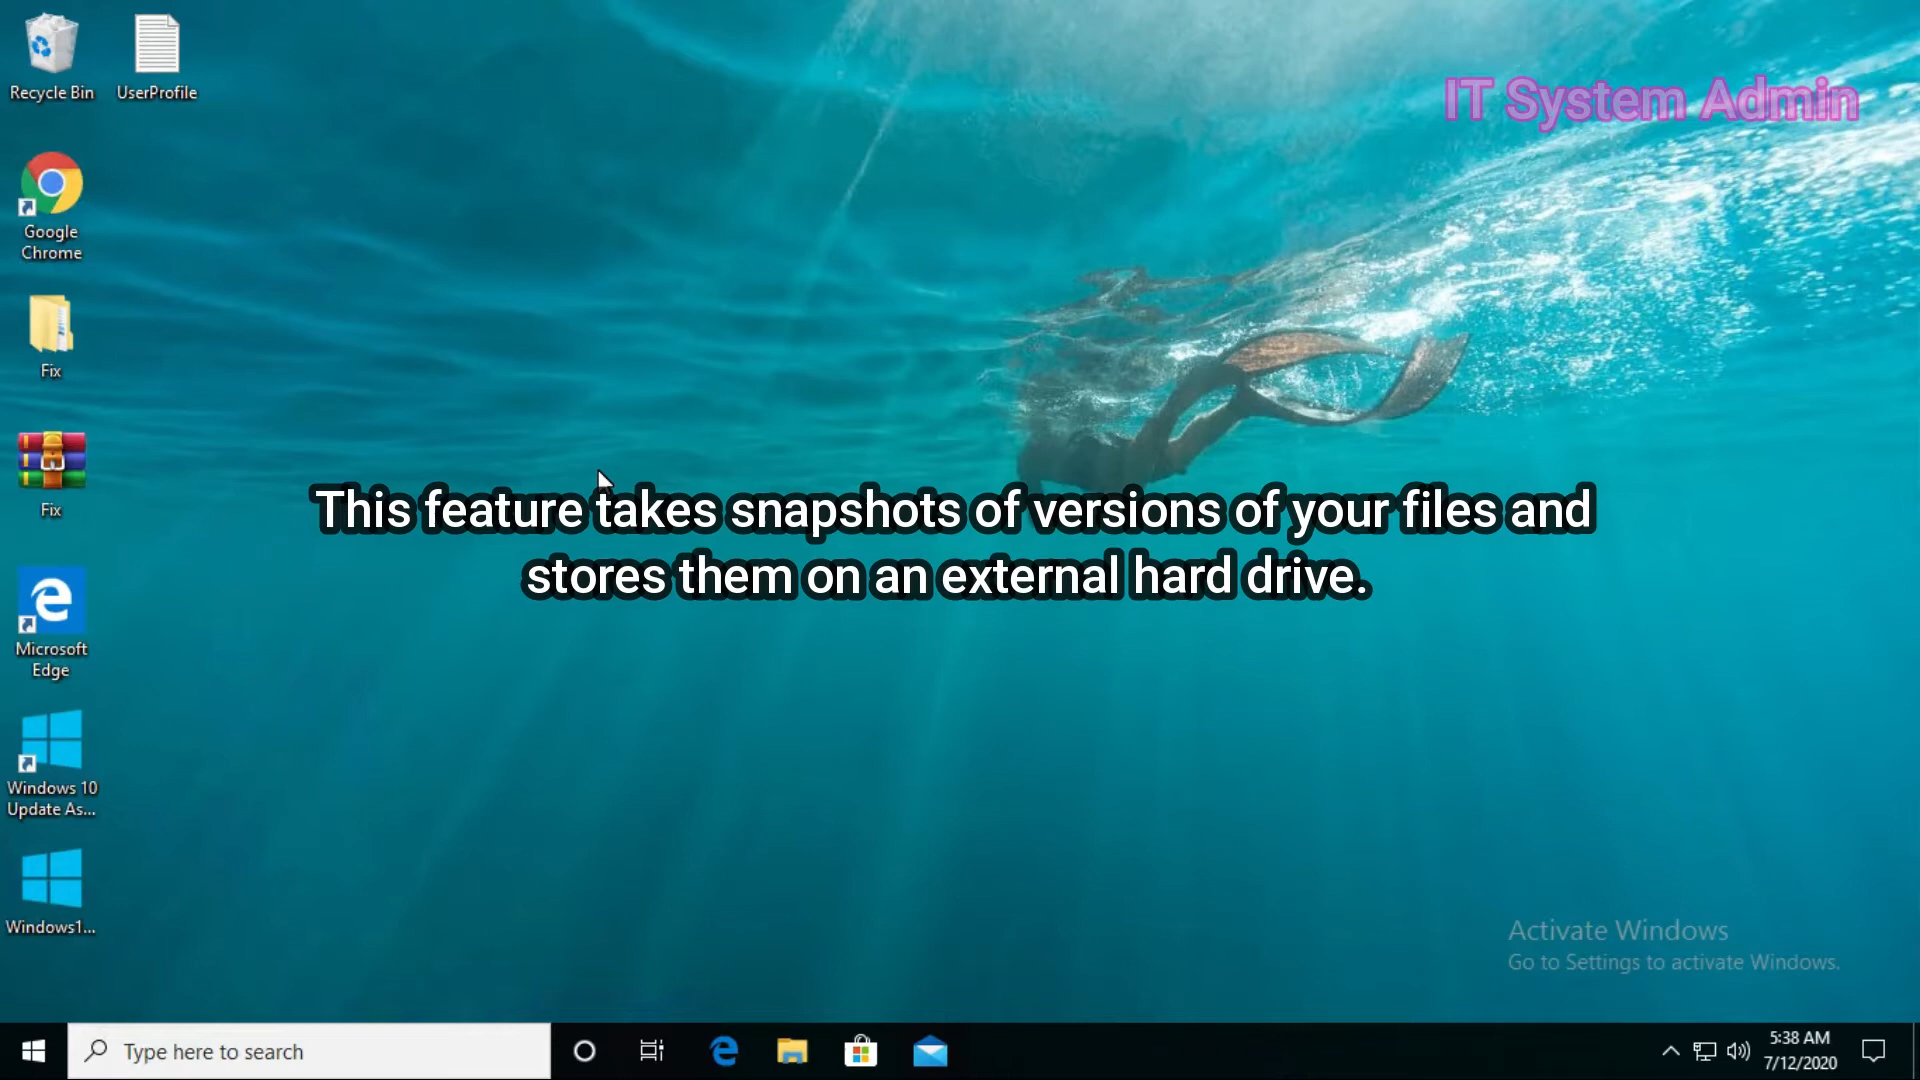 Recycle Bin
UserProfile
IT System Admin
Google
Chrome
Fix
Fix
This feature takes snapshots of versions of your files and
stores them on an external hard drive.
Microsoft
Edge
Windows 10
Update As...
Windows1...
Activate Windows
Go to Settings to activate Windows.
Type here to search
5:38 AM
7/12/2020